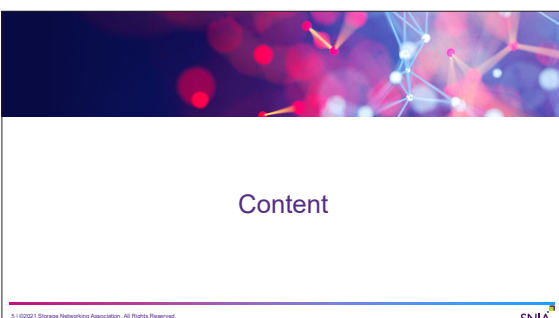 Content
5 | ©2021 Storage Networking Association. All Rights Reserved.
SNIA